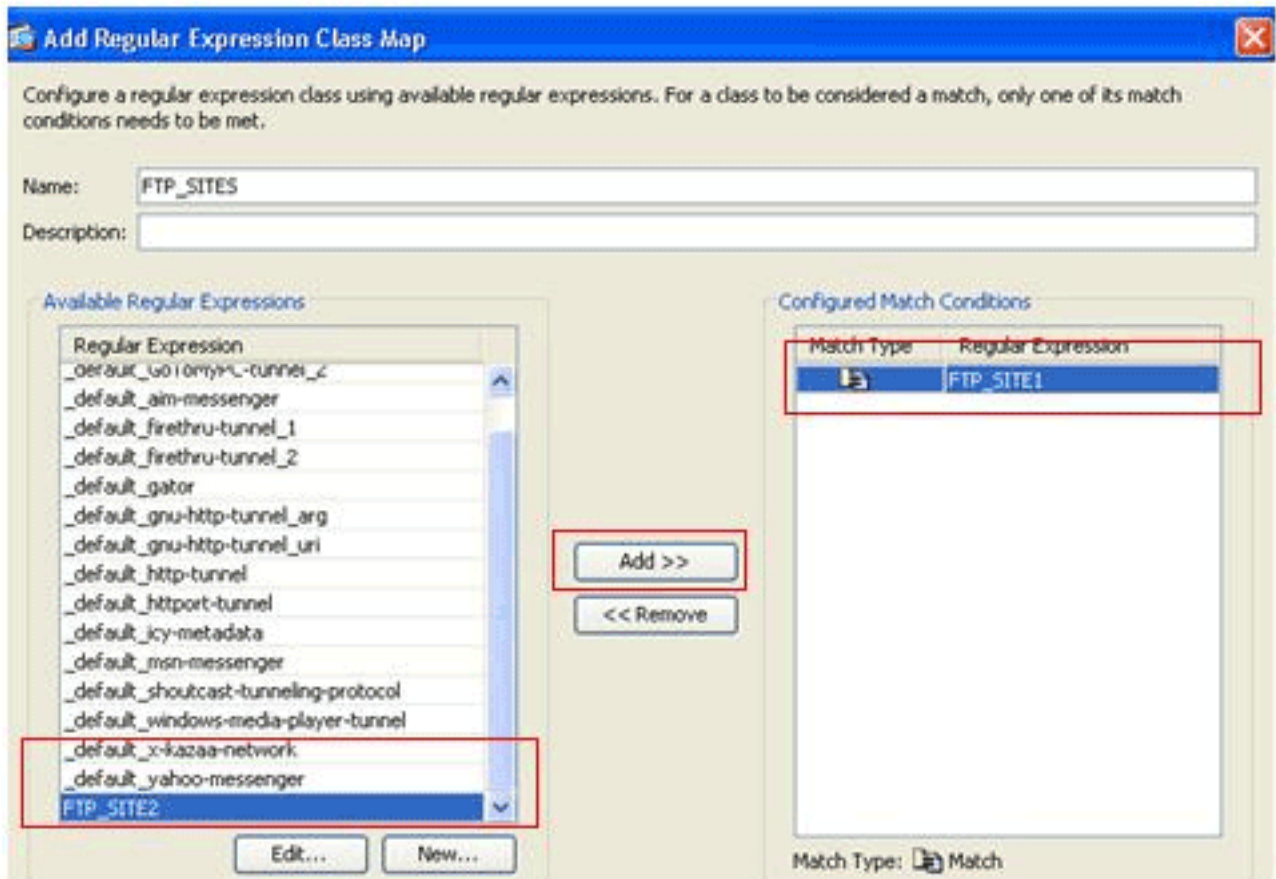 Add Regular Expression Class Map
Configure a regular expression class using available regular expressions. For a class to be considered a match, only one of its match
conditions needs to be met.
Name: FTP_SITES
Description:
Available Regular Expressions
Regular Expression
_default_GoToMyPC-tunnel_2
_default_aim-messenger
_default_firethru-tunnel_1
_default_firethru-tunnel_2
_default_gator
_default_gnu-http-tunnel_arg
_default_gnu-http-tunnel_uri
_default_http-tunnel
_default_httport-tunnel
_default_icy-metadata
_default_msn-messenger
_default_shoutcast-tunneling-protocol
_default_windows-media-player-tunnel
_default_x-kazaa-network
_default_yahoo-messenger
FTP_SITE2
Edit...
New...
Add >>
<< Remove
Configured Match Conditions
Match Type Regular Expression
FTP_SITE1
Match Type: Match